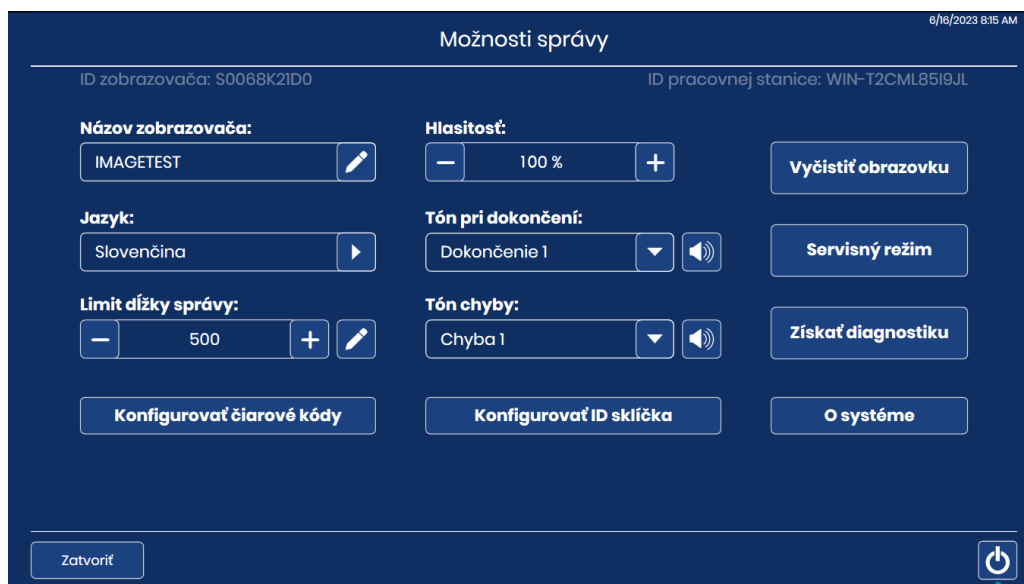 6/16/2023 8:15 AM
Možnosti správy
ID zobrazovača: S0068K21D0
ID pracovnej stanice: WIN-T2CML85I9JL
Názov zobrazovača:
IMAGETEST
Hlasitosť:
100 %
Vyčistiť obrazovku
Jazyk:
Slovenčina
Tón pri dokončení:
Dokončenie 1
Servisný režim
Limit dĺžky správy:
500
Tón chyby:
Chyba 1
Získať diagnostiku
Konfigurovať čiarové kódy
Konfigurovať ID sklíčka
O systéme
Zatvoriť